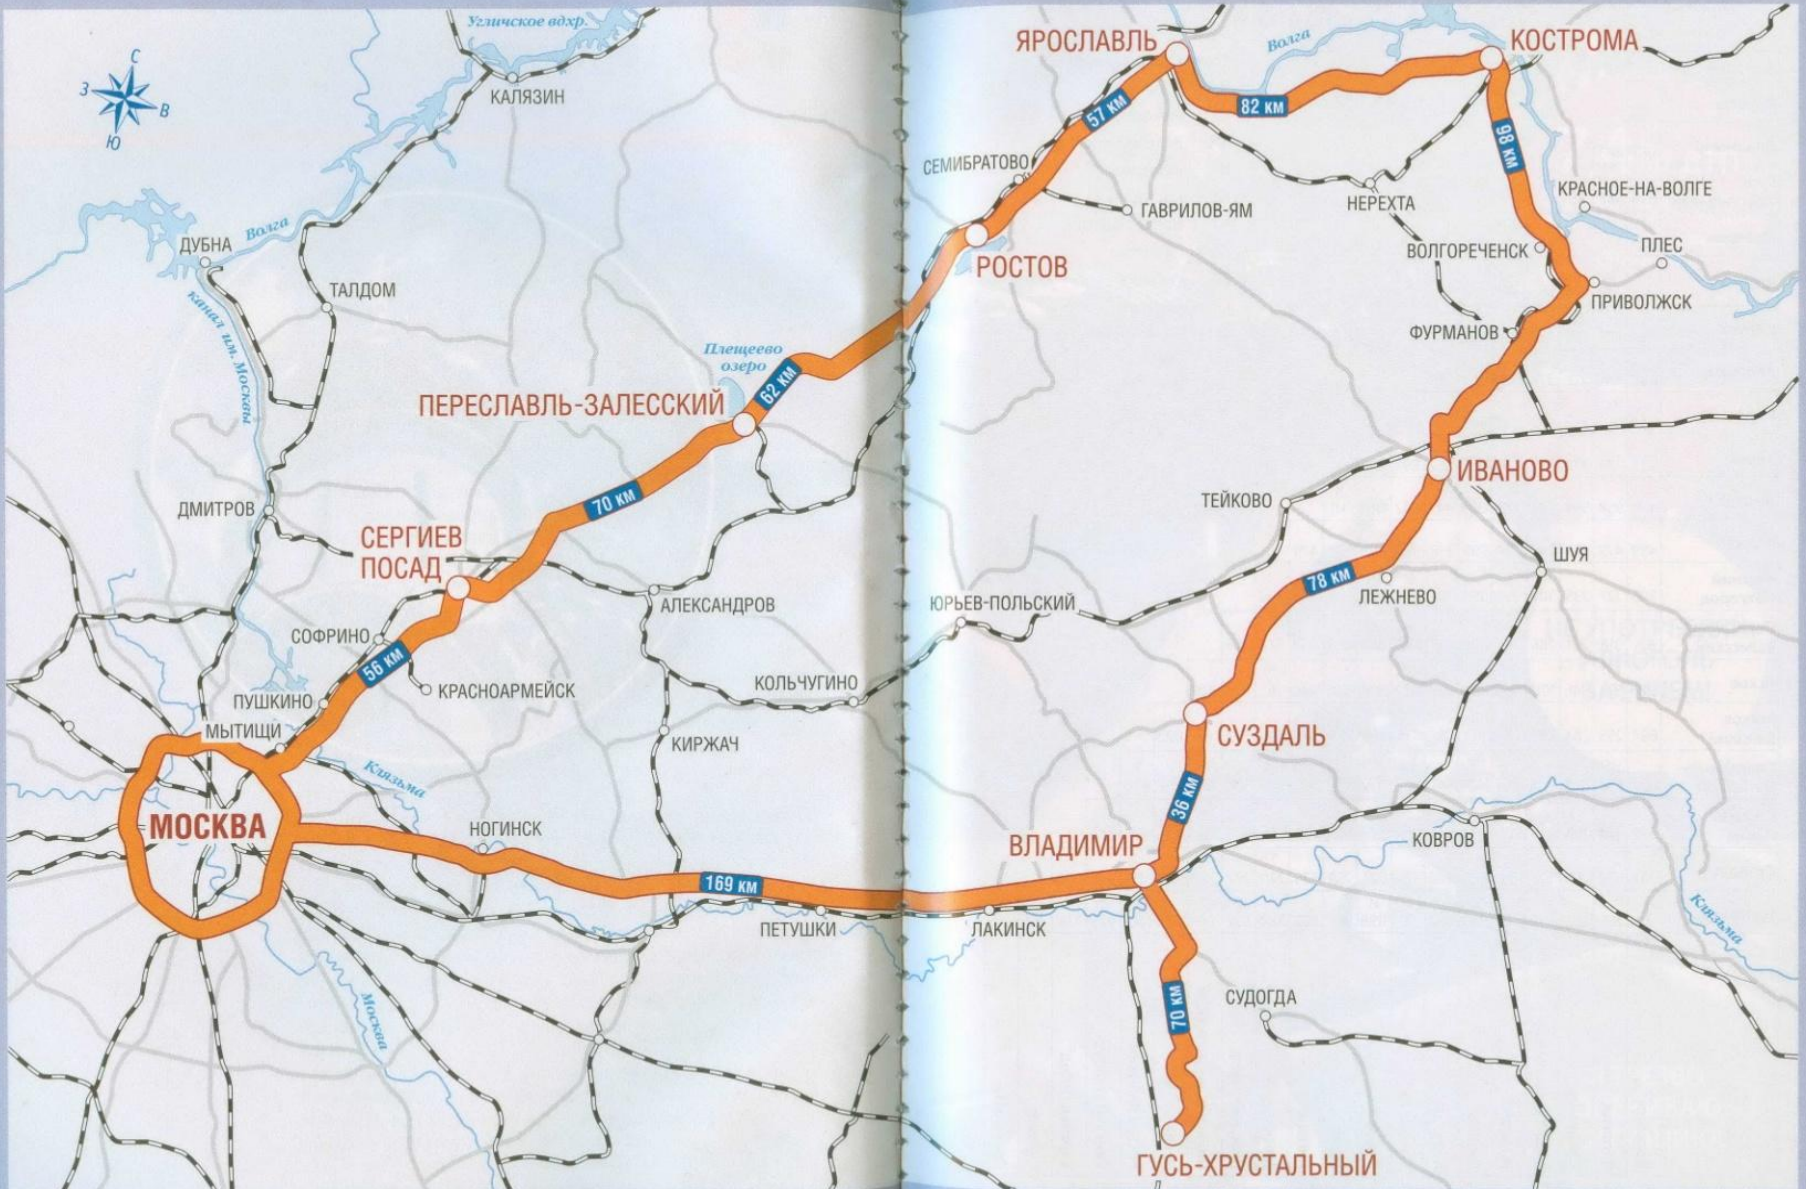 Угличское вдхр.
С
З
В
Ю
КАЛЯЗИН
Волга
ДУБНА
канал им. Москвы
ТАЛДОМ
Плещеево
озеро
62 км
ПЕРЕСЛАВЛЬ-ЗАЛЕССКИЙ
70 км
ДМИТРОВ
СЕРГИЕВ
ПОСАД
АЛЕКСАНДРОВ
СОФРИНО
56 км
КРАСНОАРМЕЙСК
ПУШКИНО
МЫТИЩИ
КОЛЬЧУГИНО
КИРЖАЧ
Клязьма
МОСКВА
НОГИНСК
169 км
ПЕТУШКИ
Москва
ЯРОСЛАВЛЬ
Волга
КОСТРОМА
57 км
82 км
98 км
СЕМИБРАТОВО
ГАВРИЛОВ-ЯМ
НЕРЕХТА
КРАСНОЕ-НА-ВОЛГЕ
РОСТОВ
ВОЛГОРЕЧЕНСК
ПЛЕС
ПРИВОЛЖСК
ФУРМАНОВ
ИВАНОВО
ТЕЙКОВО
ШУЯ
78 км
ЛЕЖНЕВО
ЮРЬЕВ-ПОЛЬСКИЙ
СУЗДАЛЬ
36 км
ВЛАДИМИР
КОВРОВ
Клязьма
ЛАКИНСК
70 км
СУДОГДА
ГУСЬ-ХРУСТАЛЬНЫЙ